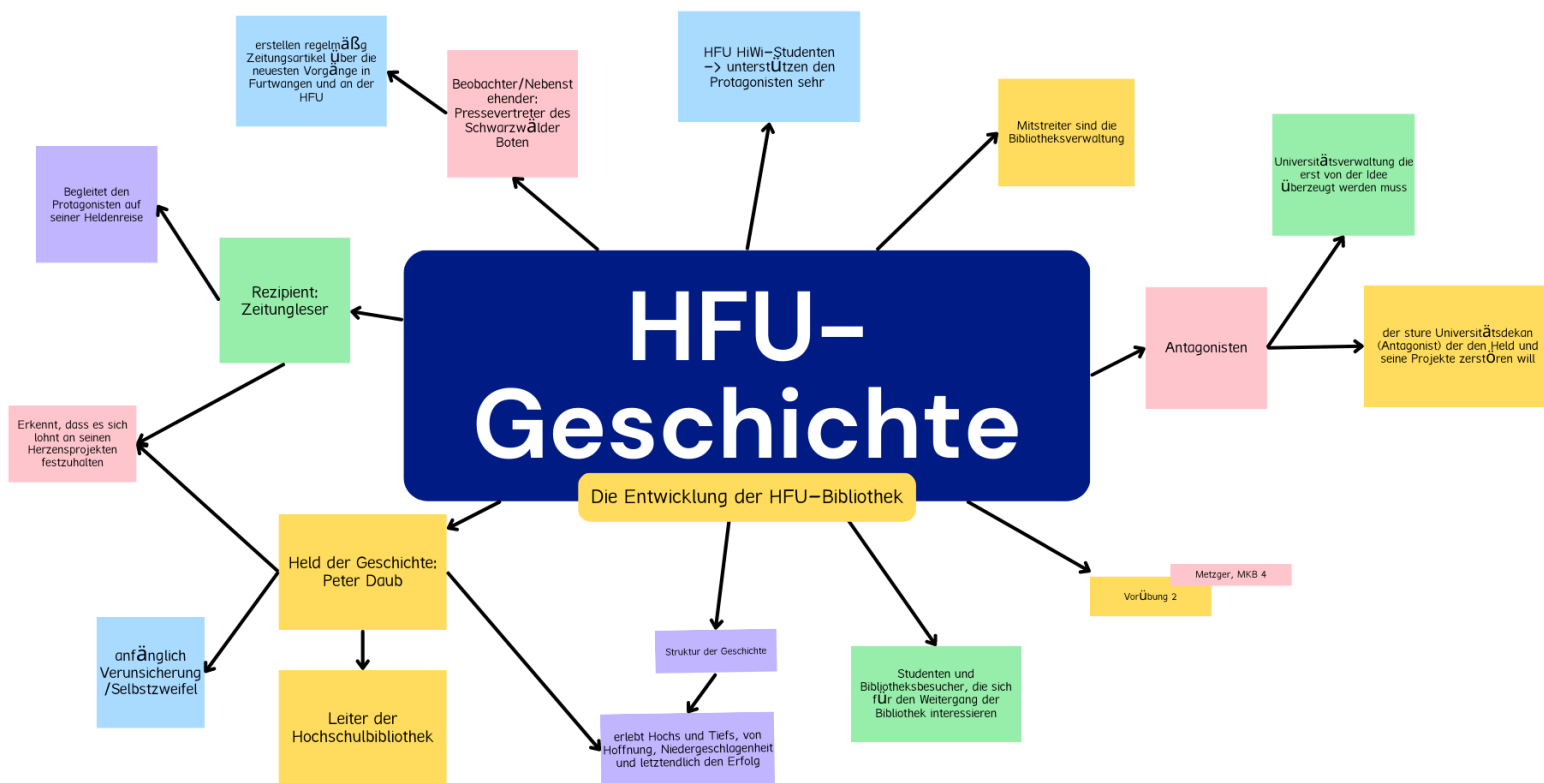 erstellen regelmäßg
Zeitungsartikel über die
neuesten Vorgänge in
Furtwangen und an der
HFU
Beobachter/Nebenst
ehender:
Pressevertreter des
Schwarzwälder
Boten
HFU HiWi-Studenten
-> unterstützen den
Protagonisten sehr
Mitstreiter sind die
Bibliotheksverwaltung
Universitätsverwaltung die
erst von der Idee
überzeugt werden muss
Begleitet den
Protagonisten auf
seiner Heldenreise
Rezipient:
Zeitungleser
HFU-
Geschichte
Die Entwicklung der HFU-Bibliothek
Antagonisten
der sture Universitätsdekan
(Antagonist) der den Held und
seine Projekte zerstören will
Erkennt, dass es sich
lohnt an seinen
Herzensprojekten
festzuhalten
Held der Geschichte:
Peter Daub
anfänglich
Verunsicherung
/Selbstzweifel
Leiter der
Hochschulbibliothek
Struktur der Geschichte
erlebt Hochs und Tiefs, von
Hoffnung, Niedergeschlagenheit
und letztendlich den Erfolg
Studenten und
Bibliotheksbesucher, die sich
für den Weitergang der
Bibliothek interessieren
Metzger, MKB 4
Vorübung 2